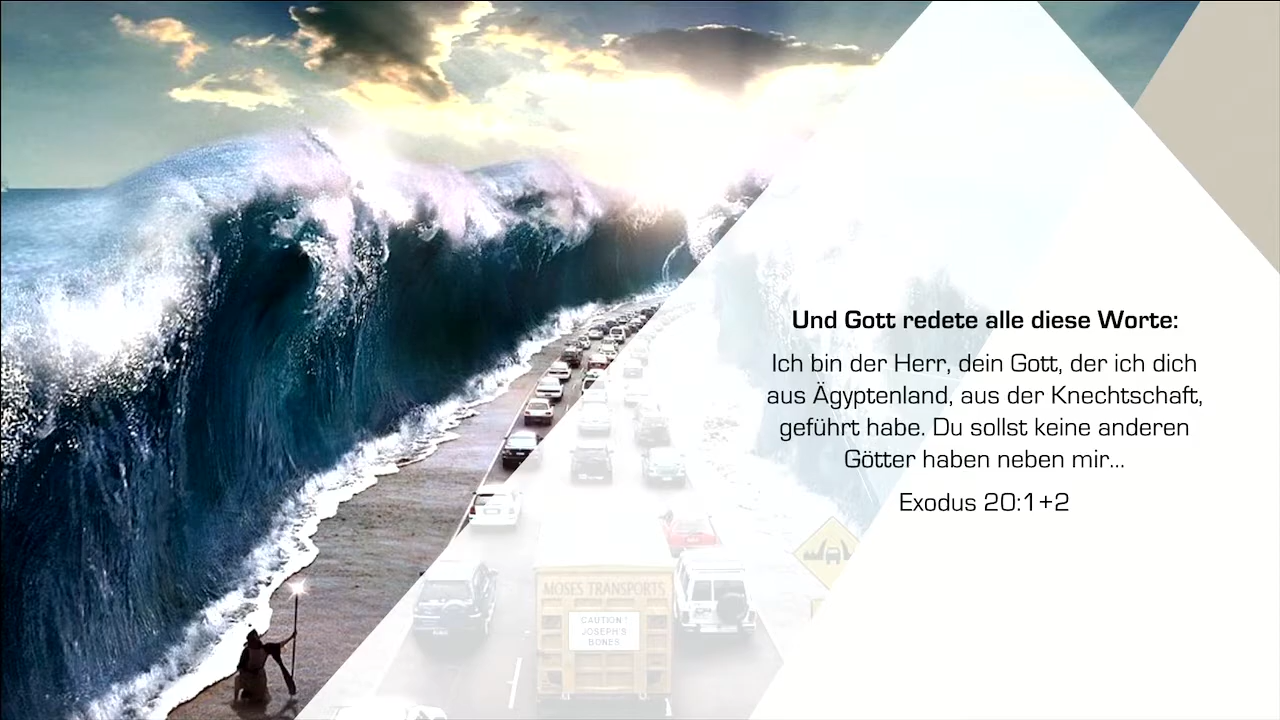 Und Gott redete alle diese Worte:
Ich bin der Herr, dein Gott, der ich dich
aus Ägyptenland, aus der Knechtschaft,
geführt habe. Du sollst keine anderen
Götter haben neben mir...
Exodus 20:1+2
MOSES TRANSPORTS
CAUTION !
JOSEPH'S
BONES